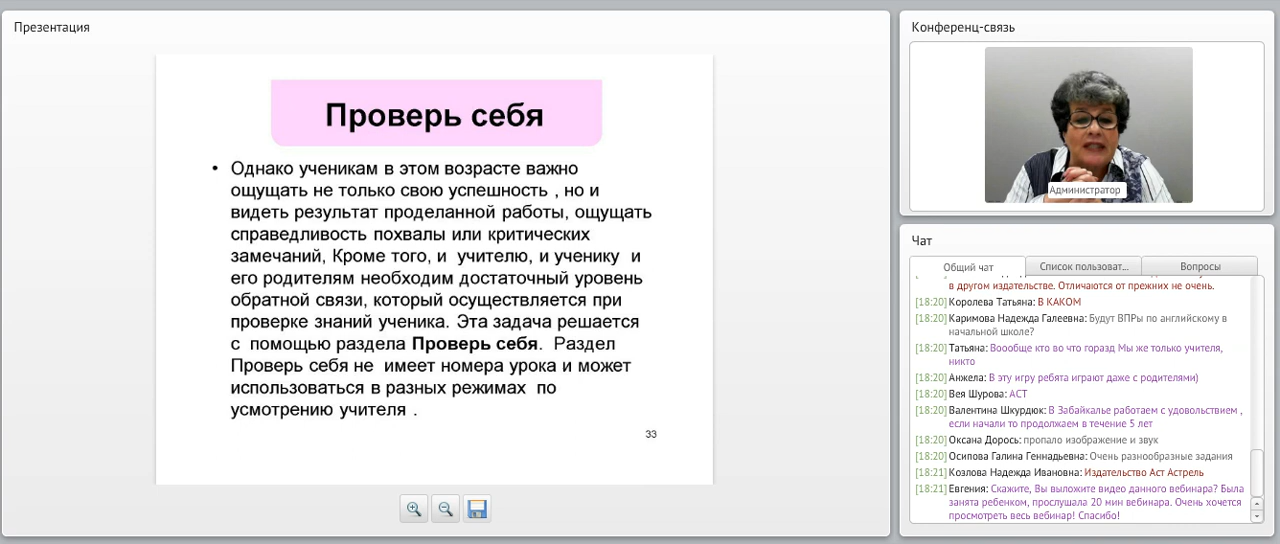 Презентация
Проверь себя
• Однако ученикам в этом возрасте важно
ощущать не только свою успешность , но и
видеть результат проделанной работы, ощущать
справедливость похвалы или критических
замечаний, Кроме того, и учителю, и ученику и
его родителям необходим достаточный уровень
обратной связи, который осуществляется при
проверке знаний ученика. Эта задача решается
с помощью раздела Проверь себя. Раздел
Проверь себя не имеет номера урока и может
использоваться в разных режимах по
усмотрению учителя .
33
Конференц-связь
Администратор
Чат
Общий чат
Список пользоват...
Вопросы
в другом издательстве. Отличаются от прежних не очень.
[18:20] Королева Татьяна: В КАКОМ
[18:20] Каримова Надежда Галеевна: Будут ВПРы по английскому в
начальной школе?
[18:20] Татьяна: Воообще кто во что горазд Мы же только учителя,
никто
[18:20] Анжела: В эту игру ребята играют даже с родителями)
[18:20] Вея Шурова: АСТ
[18:20] Валентина Шкурдюк: В Забайкалье работаем с удовольствием ,
если начали то продолжаем в течение 5 лет
[18:20] Оксана Дорось: пропало изображение и звук
[18:20] Осипова Галина Геннадьевна: Очень разнообразные задания
[18:21] Козлова Надежда Ивановна: Издательство Аст Астрель
[18:21] Евгения: Скажите, Вы выложите видео данного вебинара? Была
занята ребенком, прослушала 20 мин вебинара. Очень хочется
просмотреть весь вебинар! Спасибо!